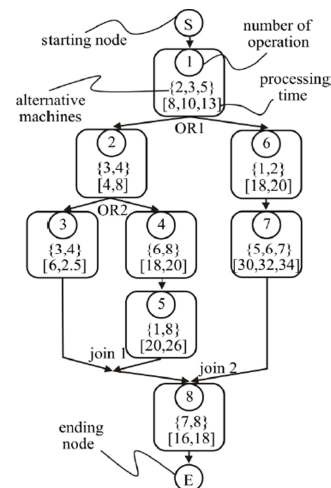 S
starting node
number of
operation
1
{2,3,5}
[8,10,13]
processing
time
alternative
machines
OR1
2
{3,4}
[4,8]
6
{1,2}
[18,20]
OR2
3
{3,4}
[6,2.5]
4
{6,8}
[18,20]
7
{5,6,7}
[30,32,34]
5
{1,8}
[20,26]
join 1
join 2
8
{7,8}
[16,18]
ending
node
E